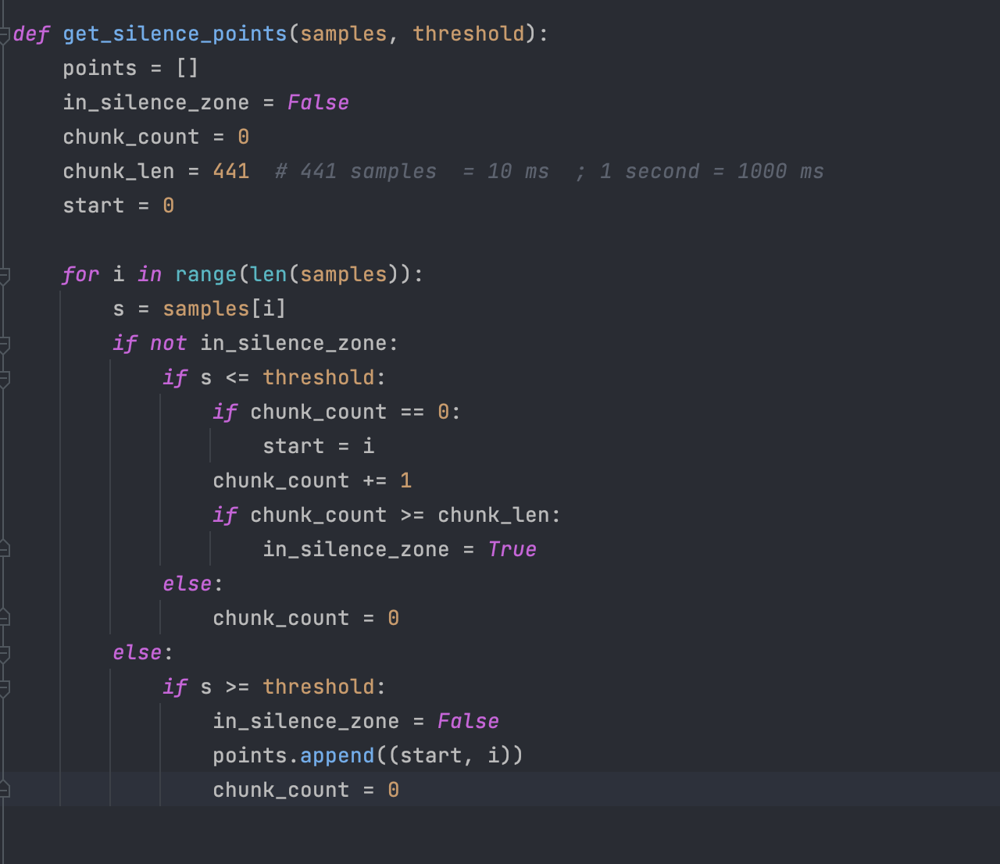 def get_silence_points(samples, threshold):
    points = []
    in_silence_zone = False
    chunk_count = 0
    chunk_len = 441  # 441 samples  = 10 ms  ; 1 second = 1000 ms
    start = 0

    for i in range(len(samples)):
        s = samples[i]
        if not in_silence_zone:
            if s <= threshold:
                if chunk_count == 0:
                    start = i
                chunk_count += 1
                if chunk_count >= chunk_len:
                    in_silence_zone = True
            else:
                chunk_count = 0
        else:
            if s >= threshold:
                in_silence_zone = False
                points.append((start, i))
                chunk_count = 0